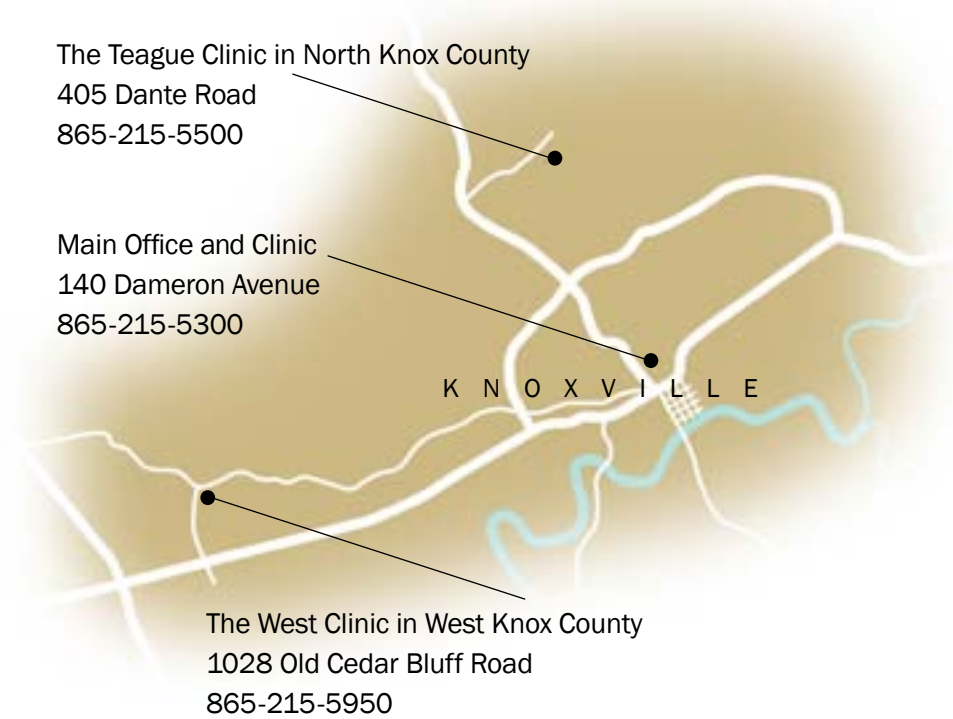 The Teague Clinic in North Knox County
405 Dante Road
865-215-5500
Main Office and Clinic
140 Dameron Avenue
865-215-5300
KNOXVILLE
The West Clinic in West Knox County
1028 Old Cedar Bluff Road
865-215-5950